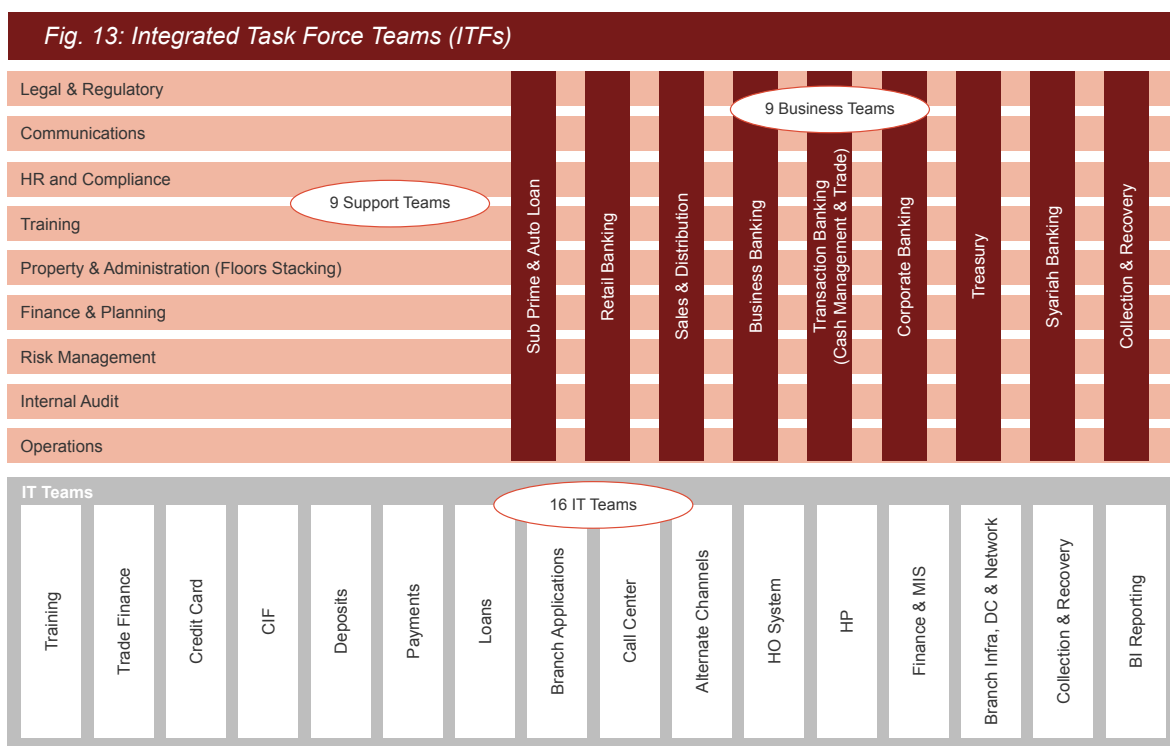 Fig. 13: Integrated Task Force Teams (ITFs)
Legal & Regulatory
Communications
HR and Compliance
Training
Property & Administration (Floors Stacking)
Finance & Planning
Risk Management
Internal Audit
Operations
9 Support Teams
9 Business Teams
Sub Prime & Auto Loan
Retail Banking
Sales & Distribution
Business Banking
Transaction Banking
(Cash Management & Trade)
Corporate Banking
Treasury
Syariah Banking
Collection & Recovery
IT Teams
16 IT Teams
Training
Trade Finance
Credit Card
CIF
Deposits
Payments
Loans
Branch Applications
Call Center
Alternate Channels
HO System
HP
Finance & MIS
Branch Infra, DC & Network
Collection & Recovery
BI Reporting